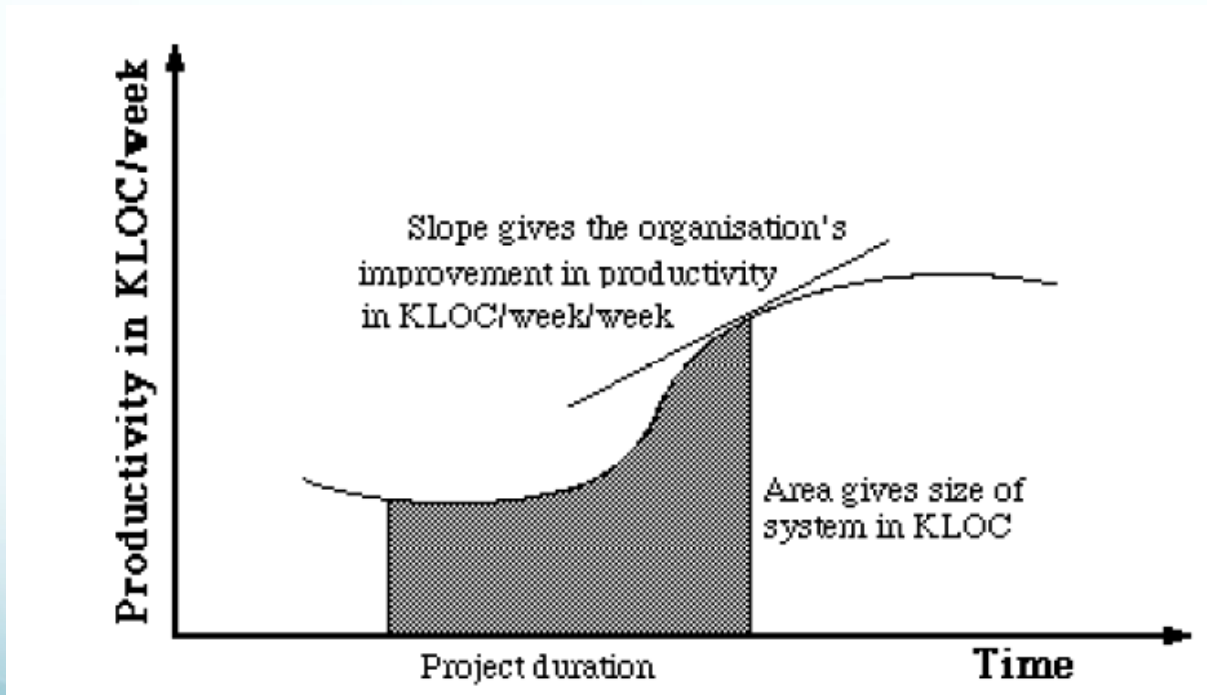 Productivity in KLOC/week
Slope gives the organisation's
improvement in productivity
in KLOC/week/week
Area gives size of
system in KLOC
Project duration
Time